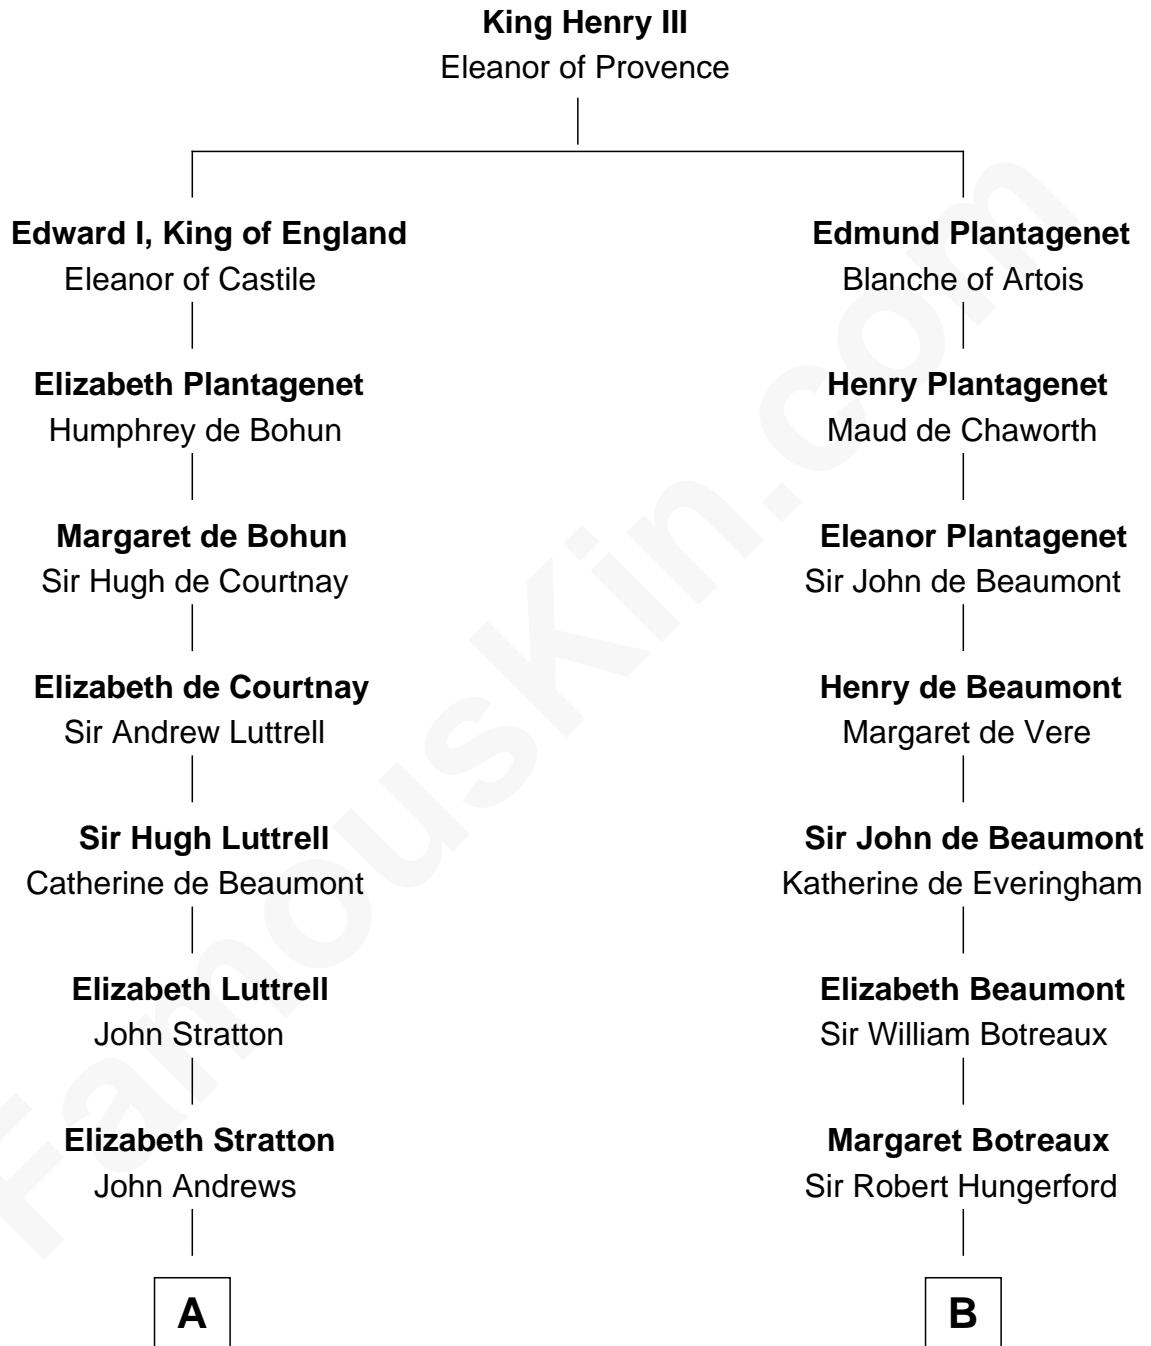 King Henry III
Eleanor of Provence
Edward I, King of England
Eleanor of Castile
Edmund Plantagenet
Blanche of Artois
Elizabeth Plantagenet
Humphrey de Bohun
Henry Plantagenet
Maud de Chaworth
Margaret de Bohun
Sir Hugh de Courtnay
Eleanor Plantagenet
Sir John de Beaumont
Elizabeth de Courtnay
Sir Andrew Luttrell
Henry de Beaumont
Margaret de Vere
Sir Hugh Luttrell
Catherine de Beaumont
Sir John de Beaumont
Katherine de Everingham
Elizabeth Luttrell
John Stratton
Elizabeth Beaumont
Sir William Botreaux
Elizabeth Stratton
John Andrews
Margaret Botreaux
Sir Robert Hungerford
A
B
FamousKin.com